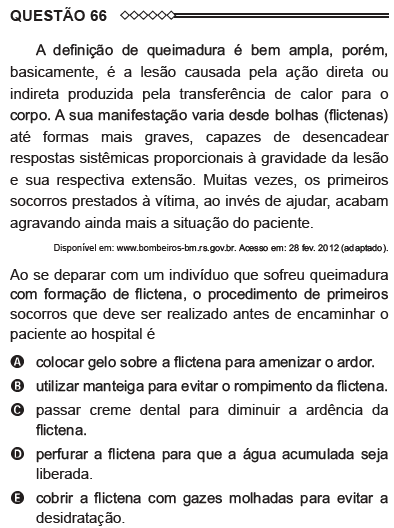 QUESTÃO 66
A definição de queimadura é bem ampla, porém,
basicamente, é a lesão causada pela ação direta ou
indireta produzida pela transferência de calor para o
corpo. A sua manifestação varia desde bolhas (flictenas)
até formas mais graves, capazes de desencadear
respostas sistêmicas proporcionais à gravidade da lesão
e sua respectiva extensão. Muitas vezes, os primeiros
socorros prestados à vítima, ao invés de ajudar, acabam
agravando ainda mais a situação do paciente.
Disponível em: www.bombeiros-bm.rs.gov.br. Acesso em: 28 fev. 2012 (adaptado).
Ao se deparar com um indivíduo que sofreu queimadura
com formação de flictena, o procedimento de primeiros
socorros que deve ser realizado antes de encaminhar o
paciente ao hospital é
A colocar gelo sobre a flictena para amenizar o ardor.
B utilizar manteiga para evitar o rompimento da flictena.
C passar creme dental para diminuir a ardência da
flictena.
D perfurar a flictena para que a água acumulada seja
liberada.
E cobrir a flictena com gazes molhadas para evitar a
desidratação.